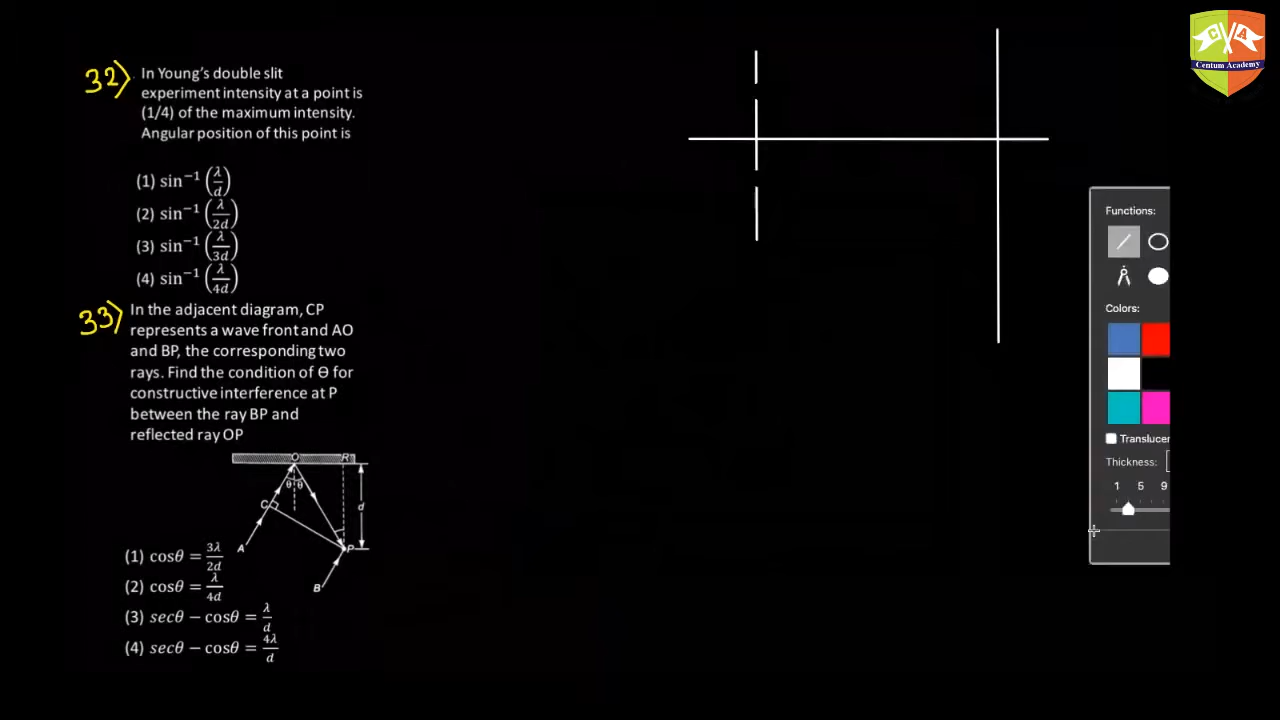 32) In Young's double slit
experiment intensity at a point is
(1/4) of the maximum intensity.
Angular position of this point is
(1) sin⁻¹ (λ/d)
(2) sin⁻¹ (λ/2d)
(3) sin⁻¹ (λ/3d)
(4) sin⁻¹ (λ/4d)
33) In the adjacent diagram, CP
represents a wave front and AO
and BP, the corresponding two
rays. Find the condition of Ө for
constructive interference at P
between the ray BP and
reflected ray OP
O R
θ θ
C d
A P
B
(1) cosθ = 3λ/2d
(2) cosθ = λ/4d
(3) secθ − cosθ = λ/d
(4) secθ − cosθ = 4λ/d
C A
Centum Academy
Functions:
Colors:
Translucen
Thickness:
1 5 9